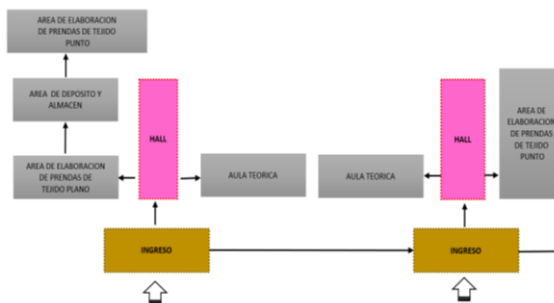 AREA DE ELABORACION
DE PRENDAS DE TEJIDO
PUNTO
AREA DE DEPOSITO Y
ALMACEN
HALL
AREA DE ELABORACION
DE PRENDAS DE
TEJIDO PLANO
AULA TEORICA
INGRESO
HALL
AREA DE
ELABORACION
DE PRENDAS
DE TEJIDO
PUNTO
AULA TEORICA
INGRESO